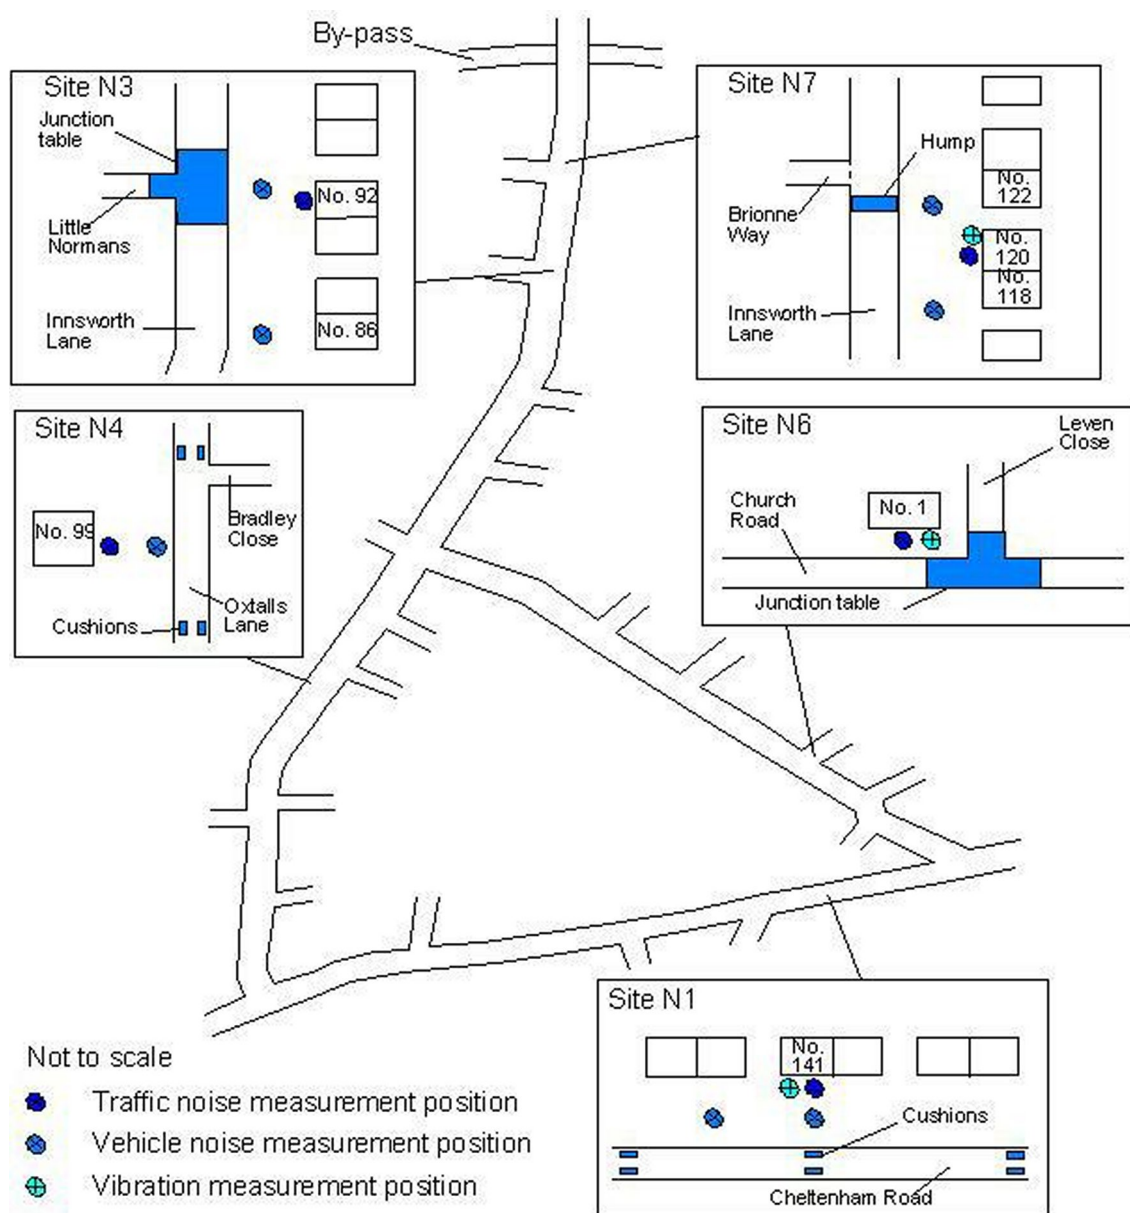 By-pass
Site N3
Junction
table
No. 92
Little
Normans
Innsworth
Lane
No. 86
Site N7
Hump
No.
122
Brionne
Way
No.
120
No.
118
Innsworth
Lane
Site N4
No. 99
Bradley
Close
Oxtalls
Lane
Cushions
Site N6
Leven
Close
Church
Road
No. 1
Junction table
Site N1
No.
141
Cushions
Cheltenham Road
Not to scale
Traffic noise measurement position
Vehicle noise measurement position
Vibration measurement position